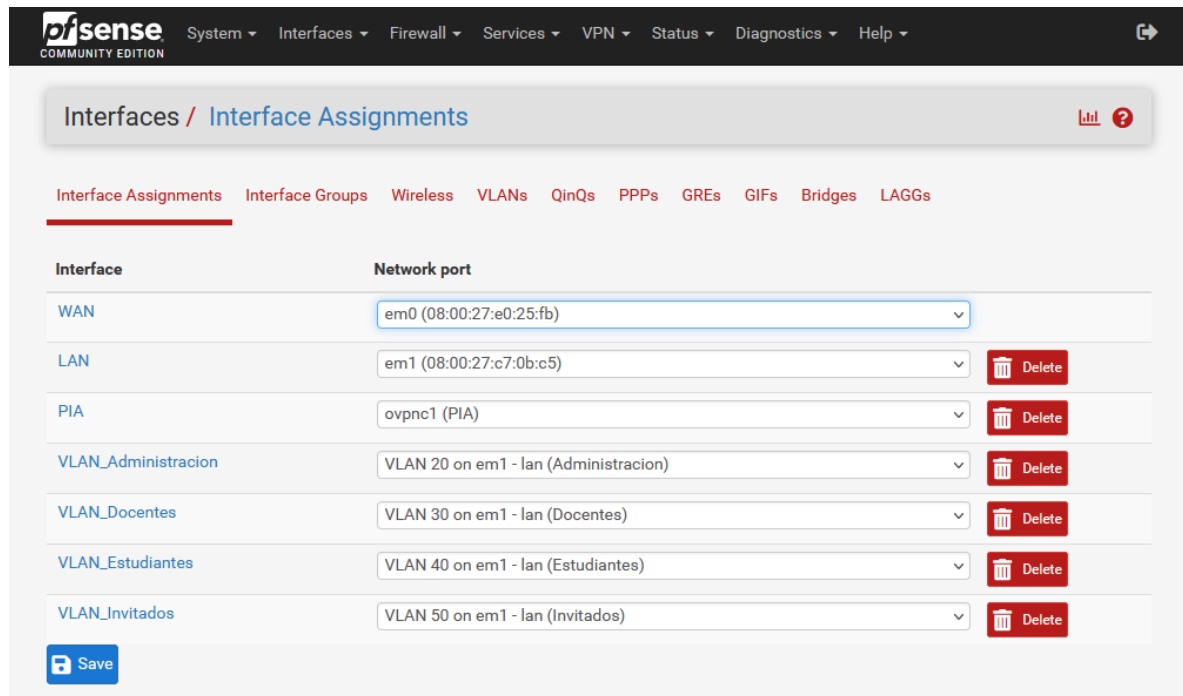 pfsense System Interfaces Firewall Services VPN Status Diagnostics Help
COMMUNITY EDITION
Interfaces / Interface Assignments
Interface Assignments Interface Groups Wireless VLANs QinQs PPPs GREs GIFs Bridges LAGGs
Interface Network port
WAN em0 (08:00:27:e0:25:fb)
LAN em1 (08:00:27:c7:0b:c5) Delete
PIA ovpnc1 (PIA) Delete
VLAN_Administracion VLAN 20 on em1 - lan (Administracion) Delete
VLAN_Docentes VLAN 30 on em1 - lan (Docentes) Delete
VLAN_Estudiantes VLAN 40 on em1 - lan (Estudiantes) Delete
VLAN_Invitados VLAN 50 on em1 - lan (Invitados) Delete
Save